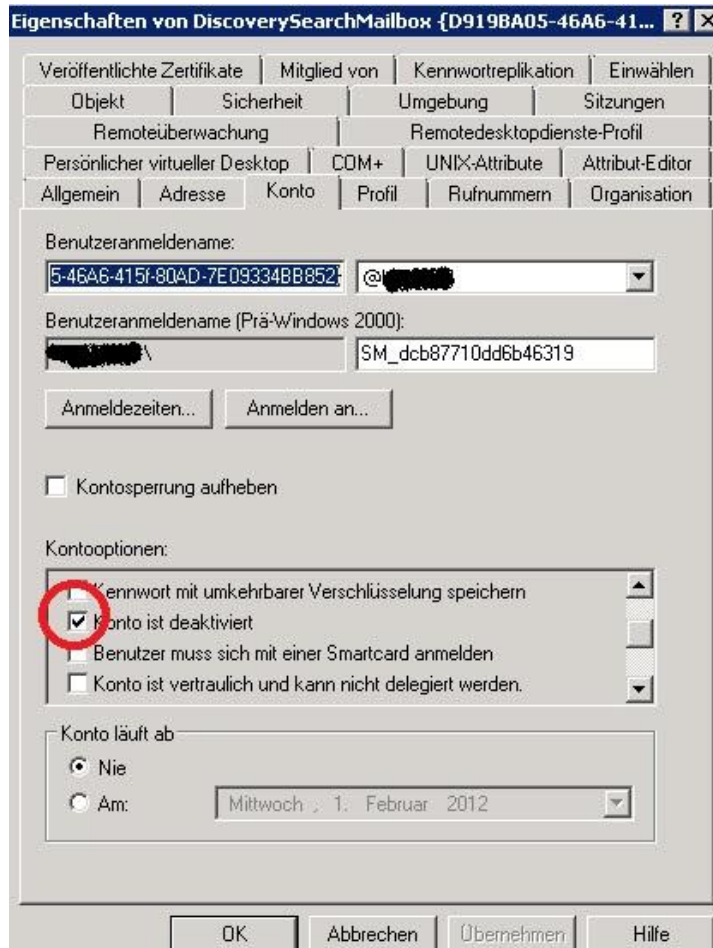 Eigenschaften von DiscoverySearchMailbox {D919BA05-46A6-41... ? X
Veröffentlichte Zertifikate Mitglied von Kennwortreplikation Einwählen
Objekt Sicherheit Umgebung Sitzungen
Remoteüberwachung Remotedesktopdienste-Profil
Persönlicher virtueller Desktop COM+ UNIX-Attribute Attribut-Editor
Allgemein Adresse Konto Profil Rufnummern Organisation
Benutzeranmeldename:
5-46A6-415f-80AD-7E09334BB852} @
Benutzeranmeldename (Prä-Windows 2000):
\ SM_dcb87710dd6b46319
Anmeldezeiten... Anmelden an...
Kontosperrung aufheben
Kontooptionen:
Kennwort mit umkehrbarer Verschlüsselung speichern
Konto ist deaktiviert
Benutzer muss sich mit einer Smartcard anmelden
Konto ist vertraulich und kann nicht delegiert werden.
Konto läuft ab
Nie
Am: Mittwoch , 1. Februar 2012
OK Abbrechen Übernehmen Hilfe